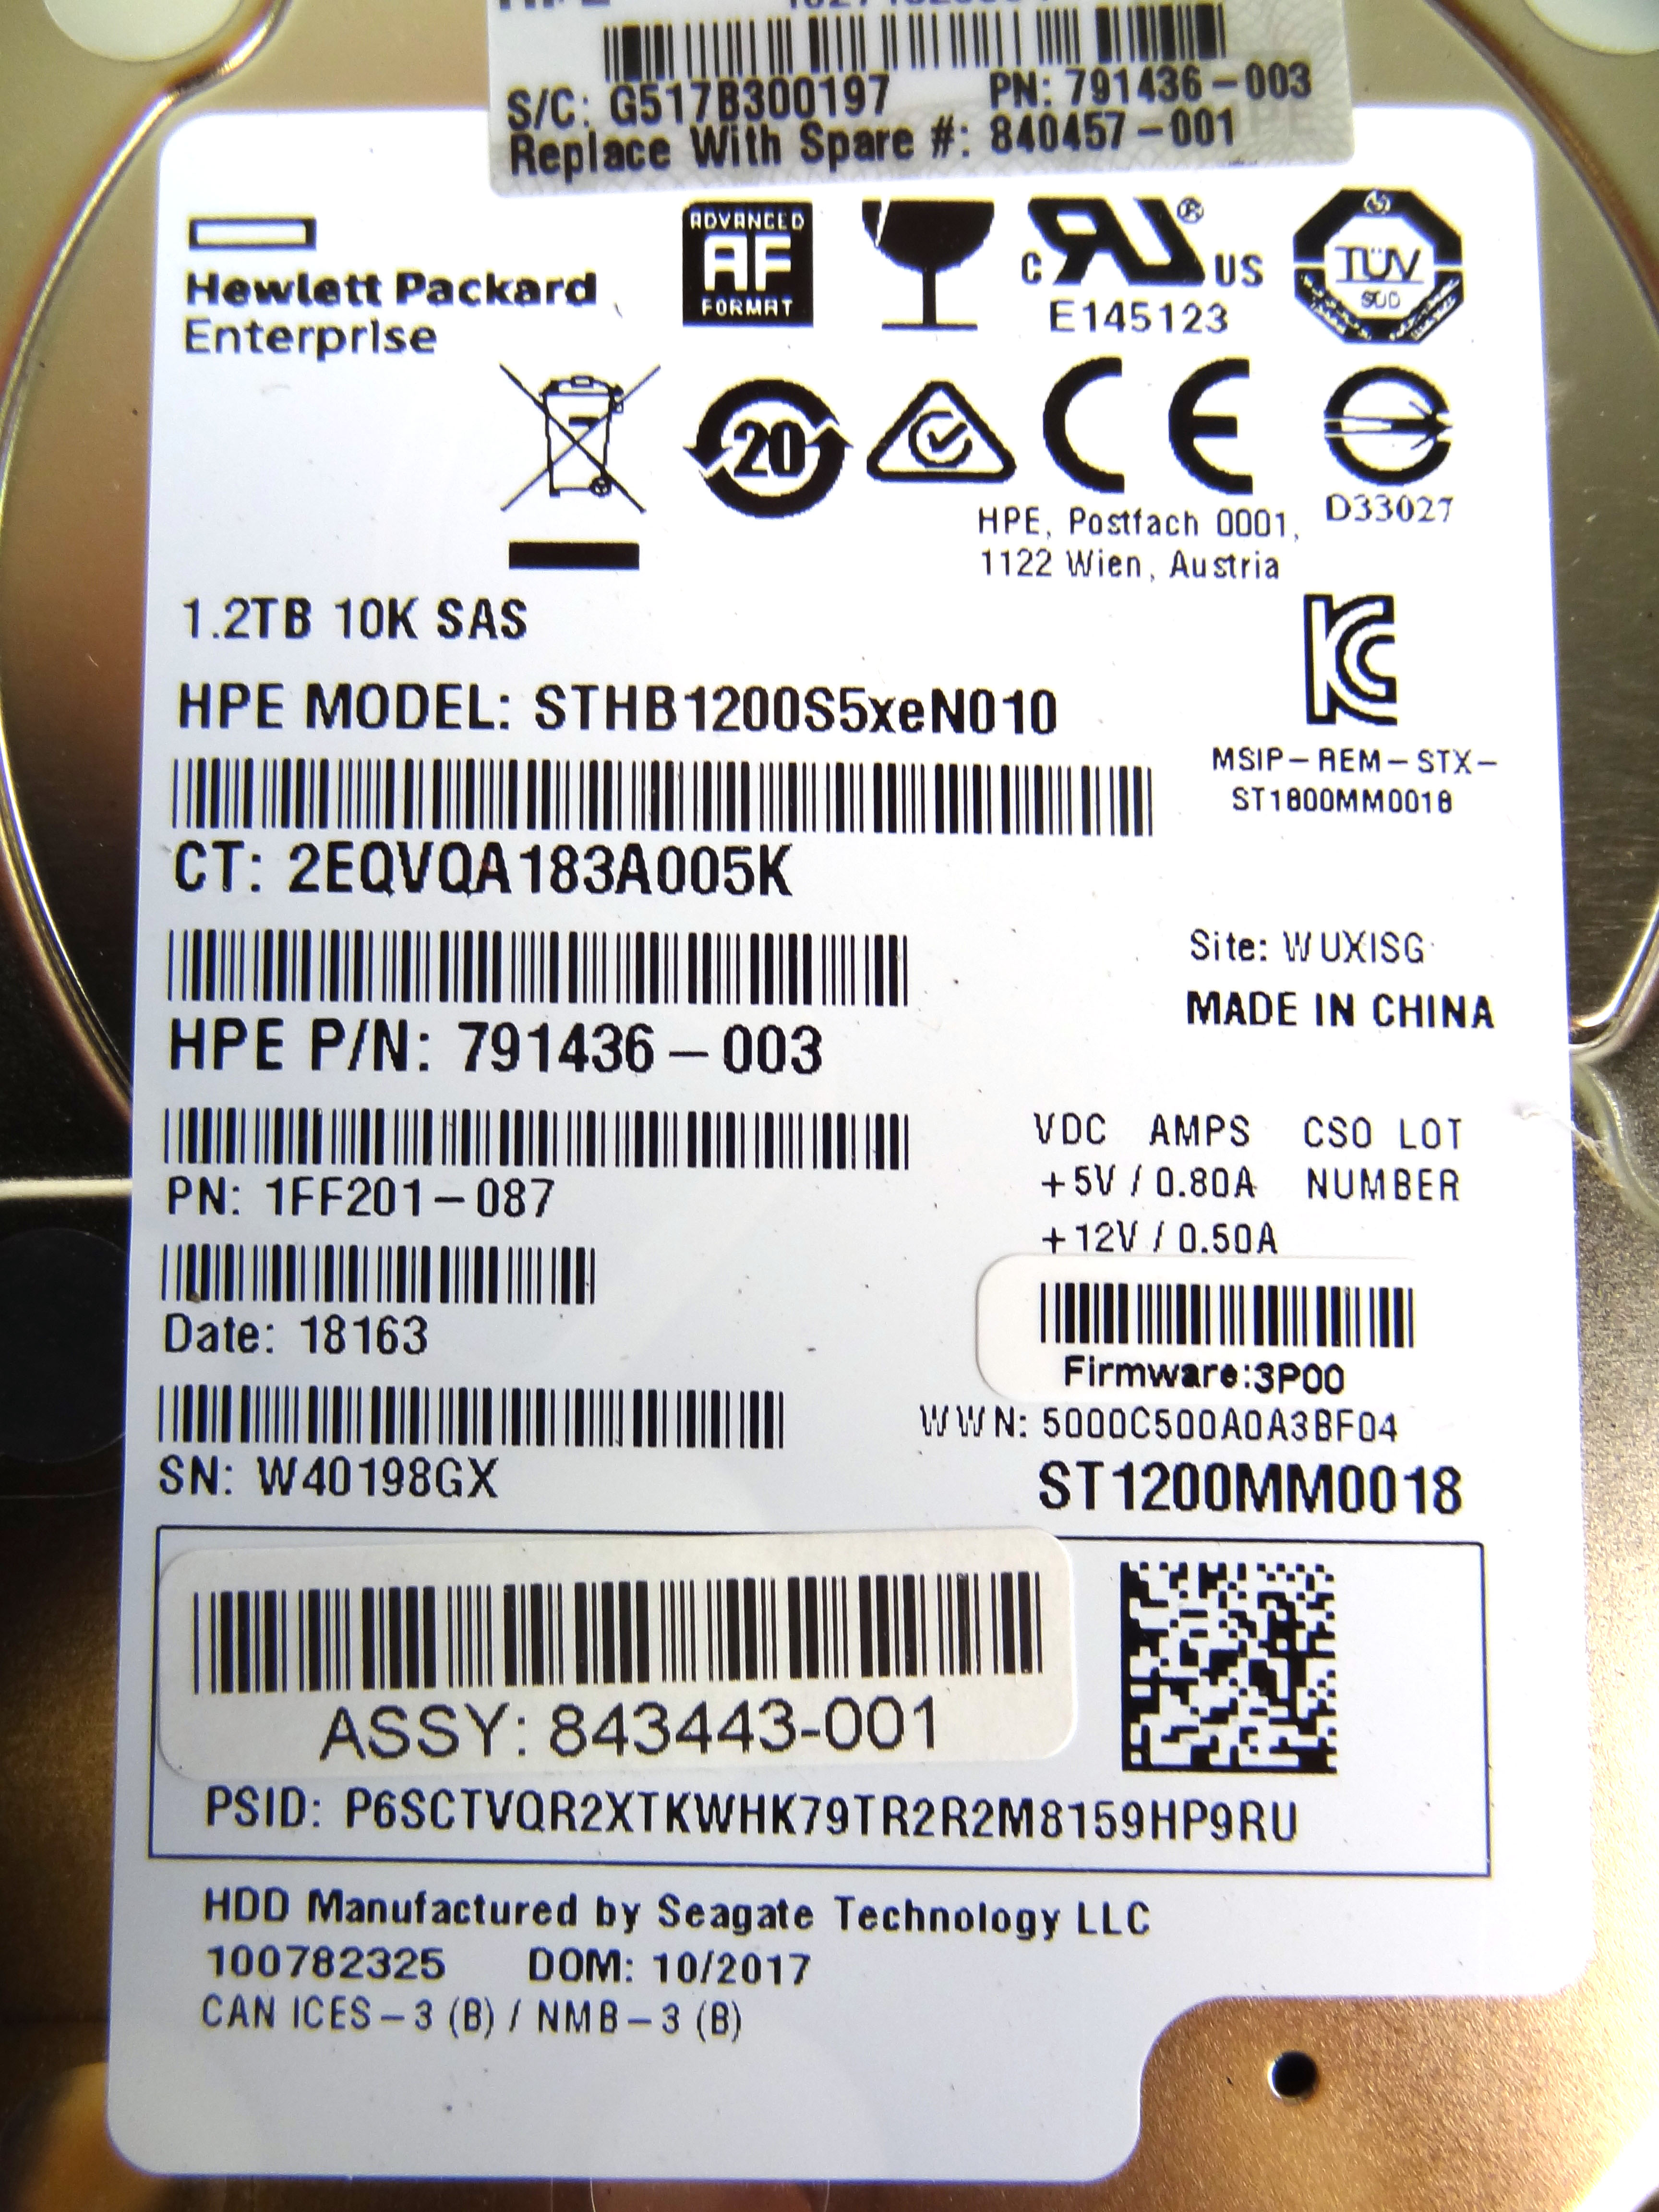 S/C: G517B300197 PN: 791436-003
Replace With Spare #: 840457-001
ADVANCED
AF
FORMAT
Hewlett Packard
Enterprise
C RU ® US
E145123
TÜV
SÜD
20
CE
D33027
HPE, Postfach 0001,
1122 Wien, Austria
1.2TB 10K SAS
HPE MODEL: STHB1200S5xeN010
MSIP-REM-STX-
ST1800MM0018
CT: 2EQVQA183A005K
Site: WUXISG
MADE IN CHINA
HPE P/N: 791436-003
VDC AMPS CSO LOT
+5V / 0.80A NUMBER
+12V / 0.50A
PN: 1FF201-087
Date: 18163
Firmware:3P00
WWN: 5000C500A0A3BF04
SN: W40198GX
ST1200MM0018
ASSY: 843443-001
PSID: P6SCTVQR2XTKWHK79TR2R2M8159HP9RU
HDD Manufactured by Seagate Technology LLC
100782325 DOM: 10/2017
CAN ICES-3 (B) / NMB-3 (B)